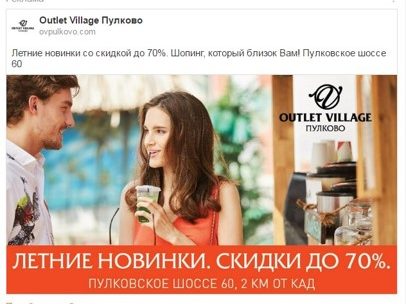 Outlet Village Пулково
ovpulkovo.com
Летние новинки со скидкой до 70%. Шопинг, который близок Вам! Пулковское шоссе
60
OUTLET VILLAGE
ПУЛКОВО
ЛЕТНИЕ НОВИНКИ. СКИДКИ ДО 70%.
ПУЛКОВСКОЕ ШОССЕ 60, 2 КМ ОТ КАД